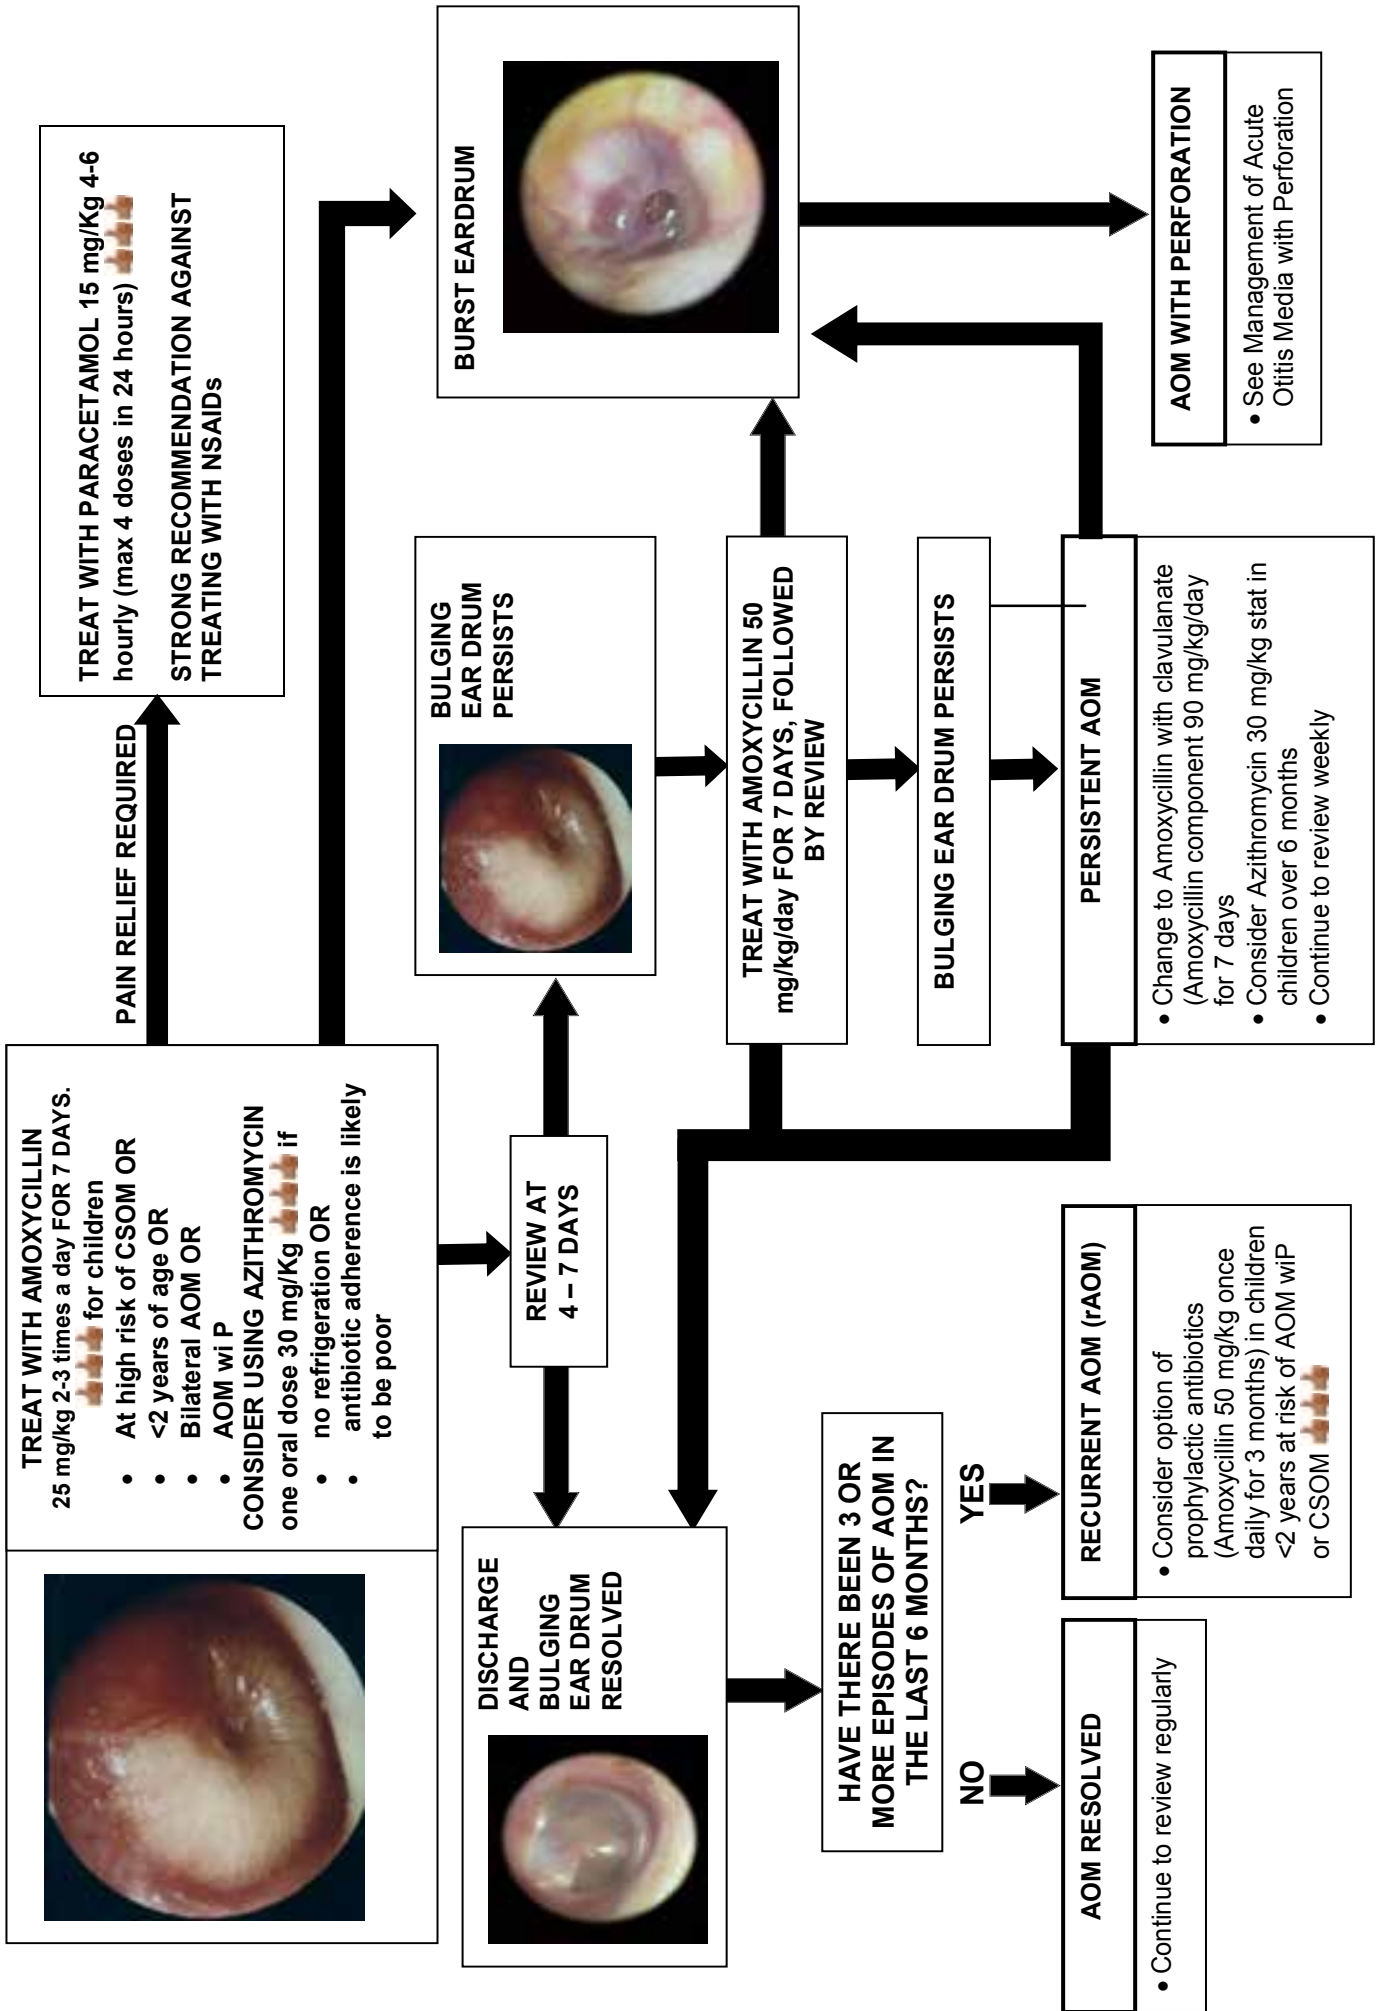 TREAT WITH AMOXYCILLIN
25 mg/kg 2-3 times a day FOR 7 DAYS.
for children
• At high risk of CSOM OR
• <2 years of age OR
• Bilateral AOM OR
• AOM wi P
CONSIDER USING AZITHROMYCIN
one oral dose 30 mg/Kg if
• no refrigeration OR
• antibiotic adherence is likely
to be poor
PAIN RELIEF REQUIRED
TREAT WITH PARACETAMOL 15 mg/Kg 4-6
hourly (max 4 doses in 24 hours)
STRONG RECOMMENDATION AGAINST
TREATING WITH NSAIDs
REVIEW AT
4 – 7 DAYS
DISCHARGE
AND
BULGING
EAR DRUM
RESOLVED
BULGING
EAR DRUM
PERSISTS
BURST EARDRUM
TREAT WITH AMOXYCILLIN 50
mg/kg/day FOR 7 DAYS, FOLLOWED
BY REVIEW
HAVE THERE BEEN 3 OR
MORE EPISODES OF AOM IN
THE LAST 6 MONTHS?
BULGING EAR DRUM PERSISTS
NO
YES
AOM RESOLVED
• Continue to review regularly
RECURRENT AOM (rAOM)
• Consider option of
prophylactic antibiotics
(Amoxycillin 50 mg/kg once
daily for 3 months) in children
<2 years at risk of AOM wiP
or CSOM
PERSISTENT AOM
• Change to Amoxycillin with clavulanate
(Amoxycillin component 90 mg/kg/day
for 7 days
• Consider Azithromycin 30 mg/kg stat in
children over 6 months
• Continue to review weekly
AOM WITH PERFORATION
• See Management of Acute
Otitis Media with Perforation